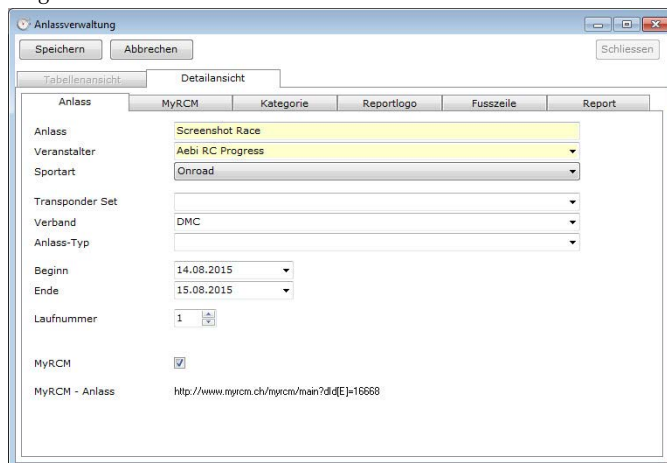 Anlassverwaltung
Speichern Abbrechen Schliessen
Tabellenansicht Detailansicht
Anlass MyRCM Kategorie Reportlogo Fusszeile Report
Anlass Screenshot Race
Veranstalter Aebi RC Progress
Sportart Onroad
Transponder Set
Verband DMC
Anlass-Typ
Beginn 14.08.2015
Ende 15.08.2015
Laufnummer 1
MyRCM
MyRCM - Anlass http://www.myrcm.ch/myrcm/main?dId[E]=16668